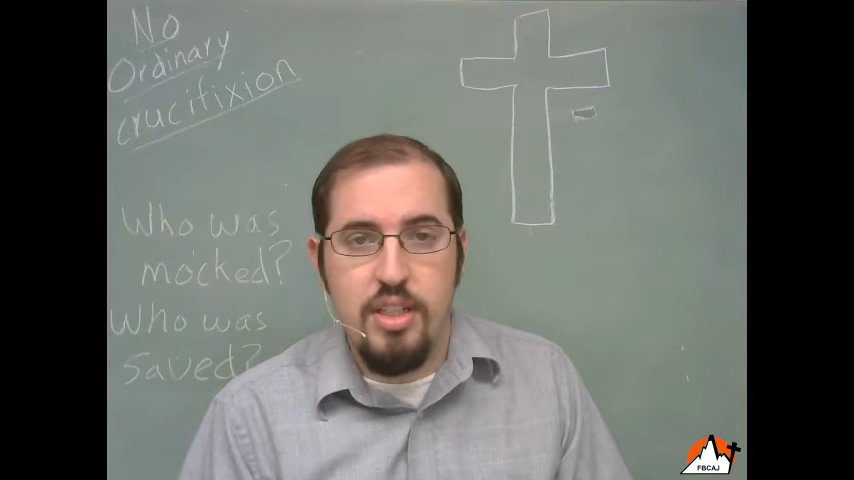 No
Ordinary
crucifixion
Who was
mocked?
Who was
saved?
FBCAJ